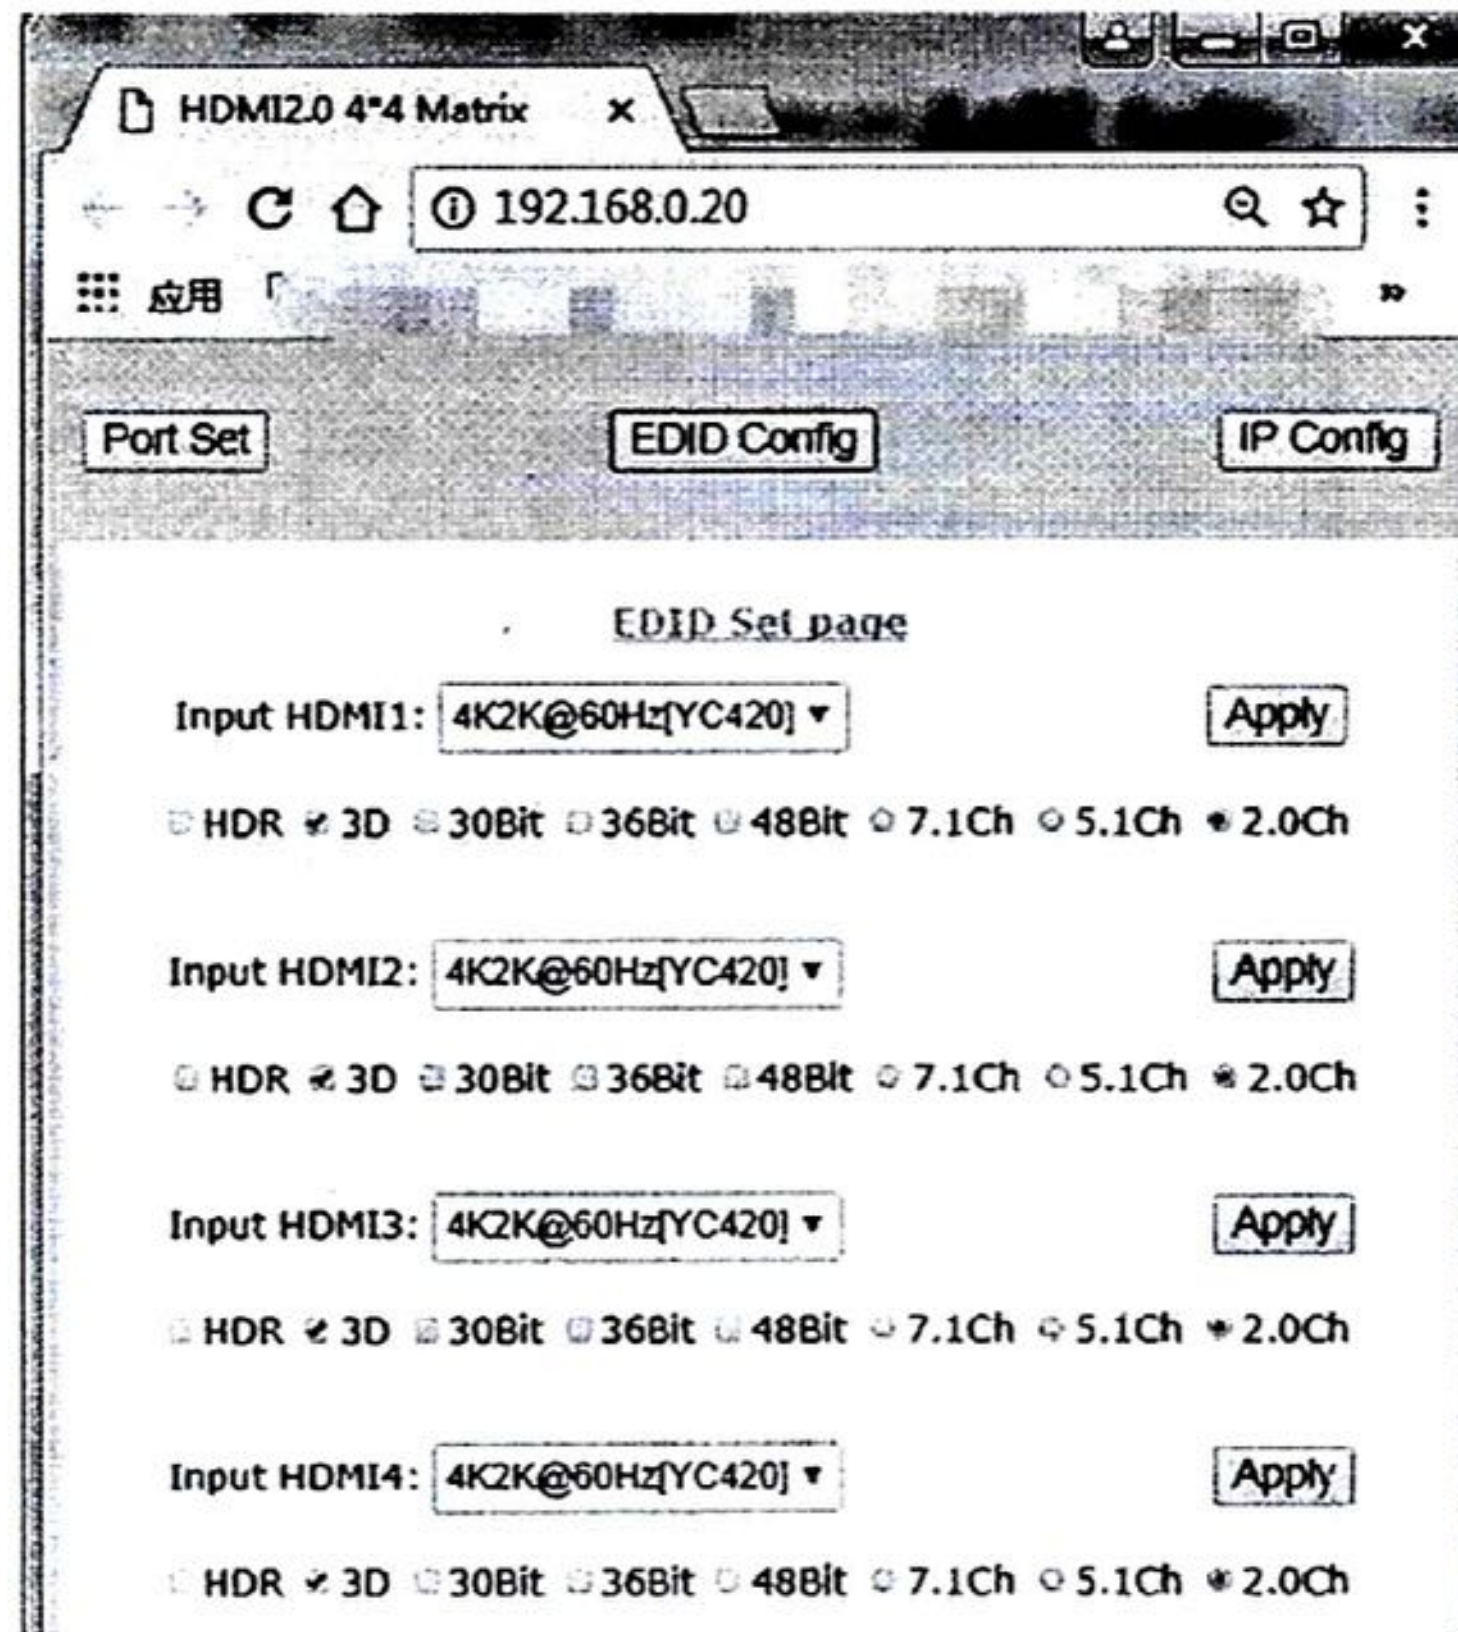 HDMI2.0 4*4 Matrix
192.168.0.20
应用
Port Set EDID Config IP Config
EDID Set page
Input HDMI1: 4K2K@60Hz[YC420] Apply
HDR 3D 30Bit 36Bit 48Bit 7.1Ch 5.1Ch 2.0Ch
Input HDMI2: 4K2K@60Hz[YC420] Apply
HDR 3D 30Bit 36Bit 48Bit 7.1Ch 5.1Ch 2.0Ch
Input HDMI3: 4K2K@60Hz[YC420] Apply
HDR 3D 30Bit 36Bit 48Bit 7.1Ch 5.1Ch 2.0Ch
Input HDMI4: 4K2K@60Hz[YC420] Apply
HDR 3D 30Bit 36Bit 48Bit 7.1Ch 5.1Ch 2.0Ch